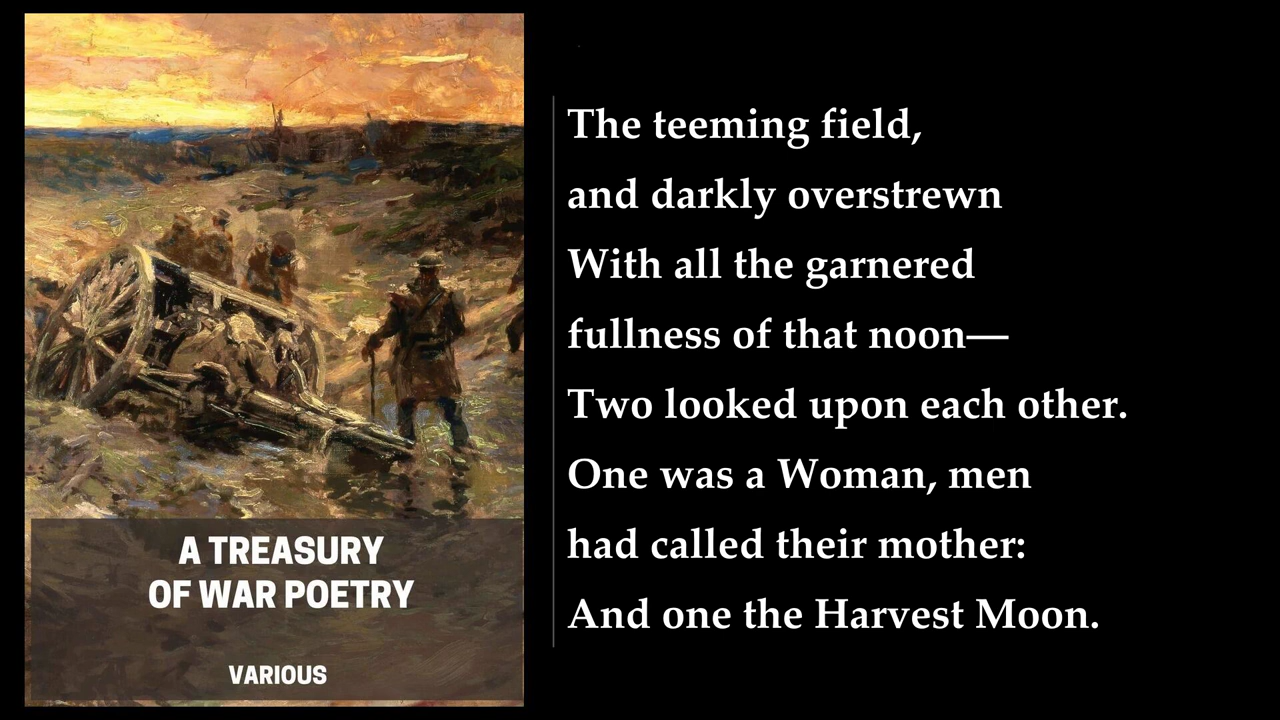 A TREASURY
OF WAR POETRY
VARIOUS
The teeming field,
and darkly overstrewn
With all the garnered
fullness of that noon—
Two looked upon each other.
One was a Woman, men
had called their mother:
And one the Harvest Moon.